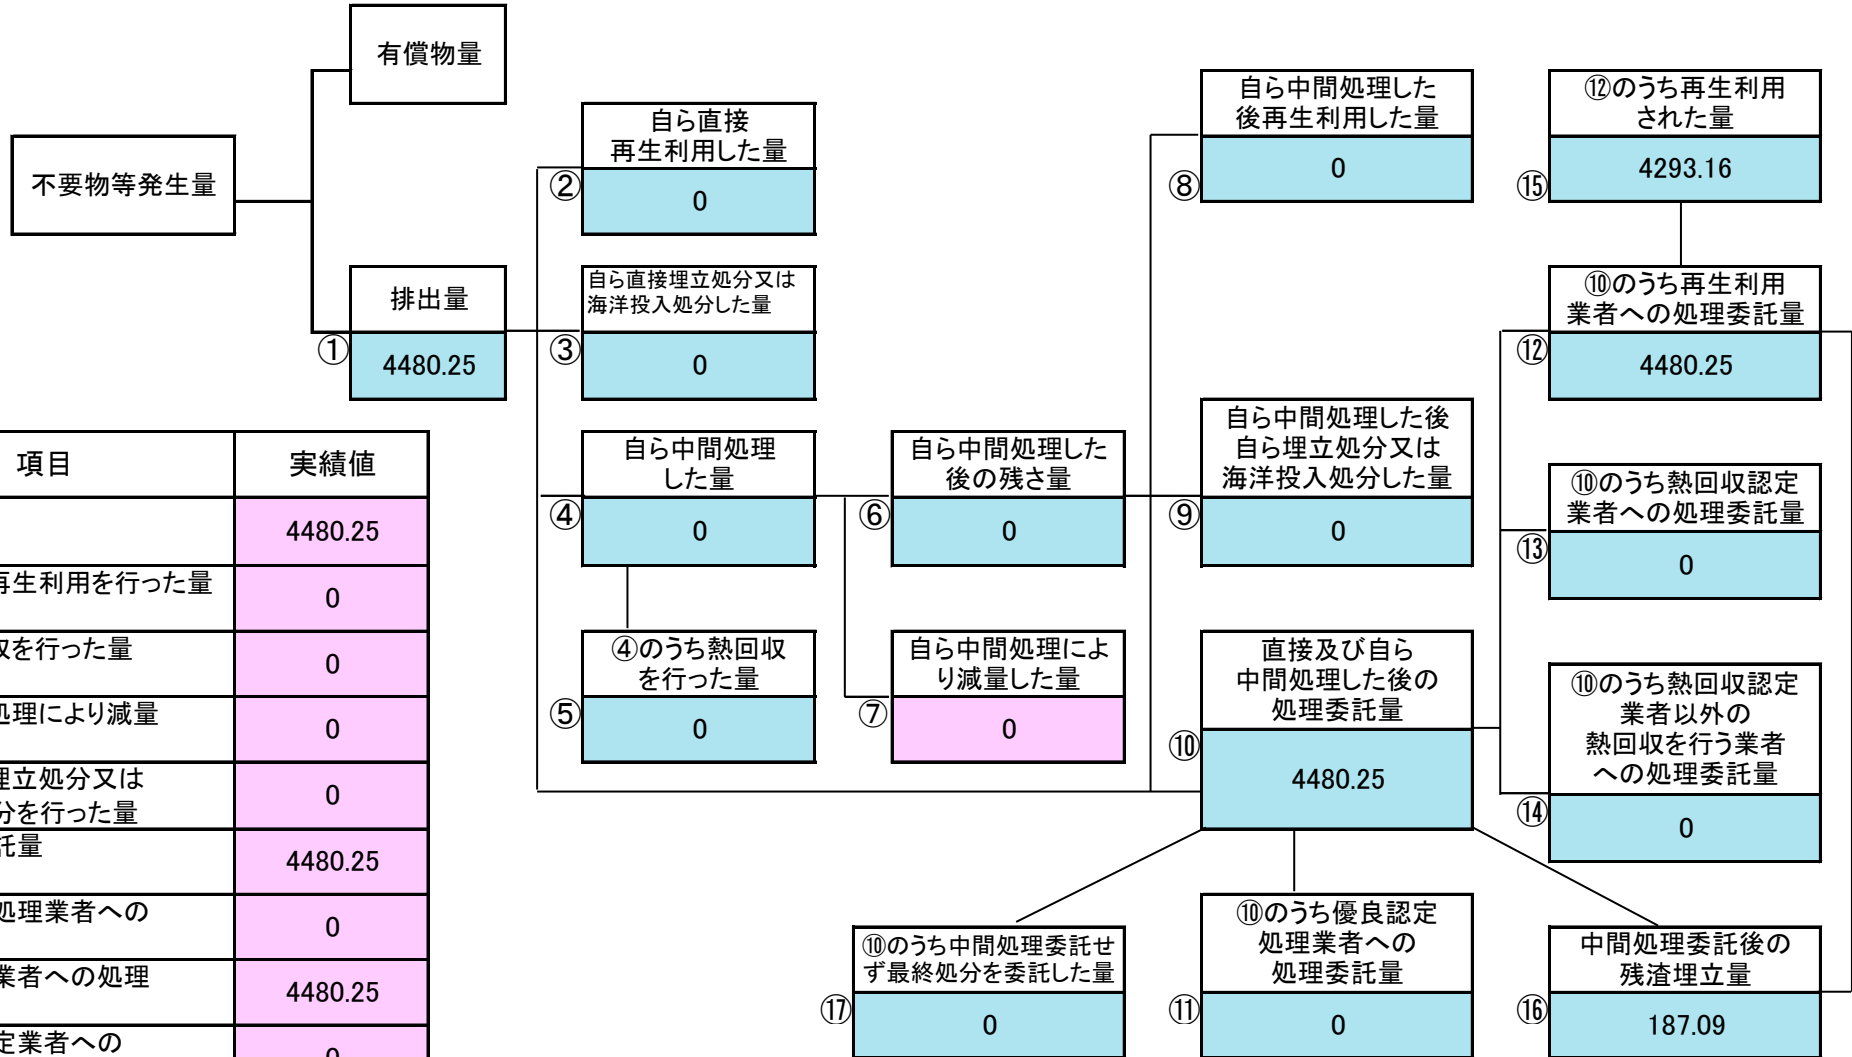 有償物量
不要物等発生量
排出量
①
4480.25
自ら直接
再生利用した量
②
0
自ら直接埋立処分又は
海洋投入処分した量
③
0
自ら中間処理
した量
④
0
④のうち熱回収
を行った量
⑤
0
自ら中間処理した
後の残さ量
⑥
0
自ら中間処理によ
り減量した量
⑦
0
自ら中間処理した
後再生利用した量
⑧
0
自ら中間処理した後
自ら埋立処分又は
海洋投入処分した量
⑨
0
直接及び自ら
中間処理した後の
処理委託量
⑩
4480.25
⑫のうち再生利用
された量
⑮
4293.16
⑩のうち再生利用
業者への処理委託量
⑫
4480.25
⑩のうち熱回収認定
業者への処理委託量
⑬
0
⑩のうち熱回収認定
業者以外の
熱回収を行う業者
への処理委託量
⑭
0
⑩のうち中間処理委託せ
ず最終処分を委託した量
⑰
0
⑩のうち優良認定
処理業者への
処理委託量
⑪
0
中間処理委託後の
残渣埋立量
⑯
187.09
項目 実績値
4480.25
再生利用を行った量
0
を行った量
0
処理により減量
0
埋立処分又は
分を行った量
0
託量
4480.25
処理業者への
0
業者への処理
4480.25
定業者への
0